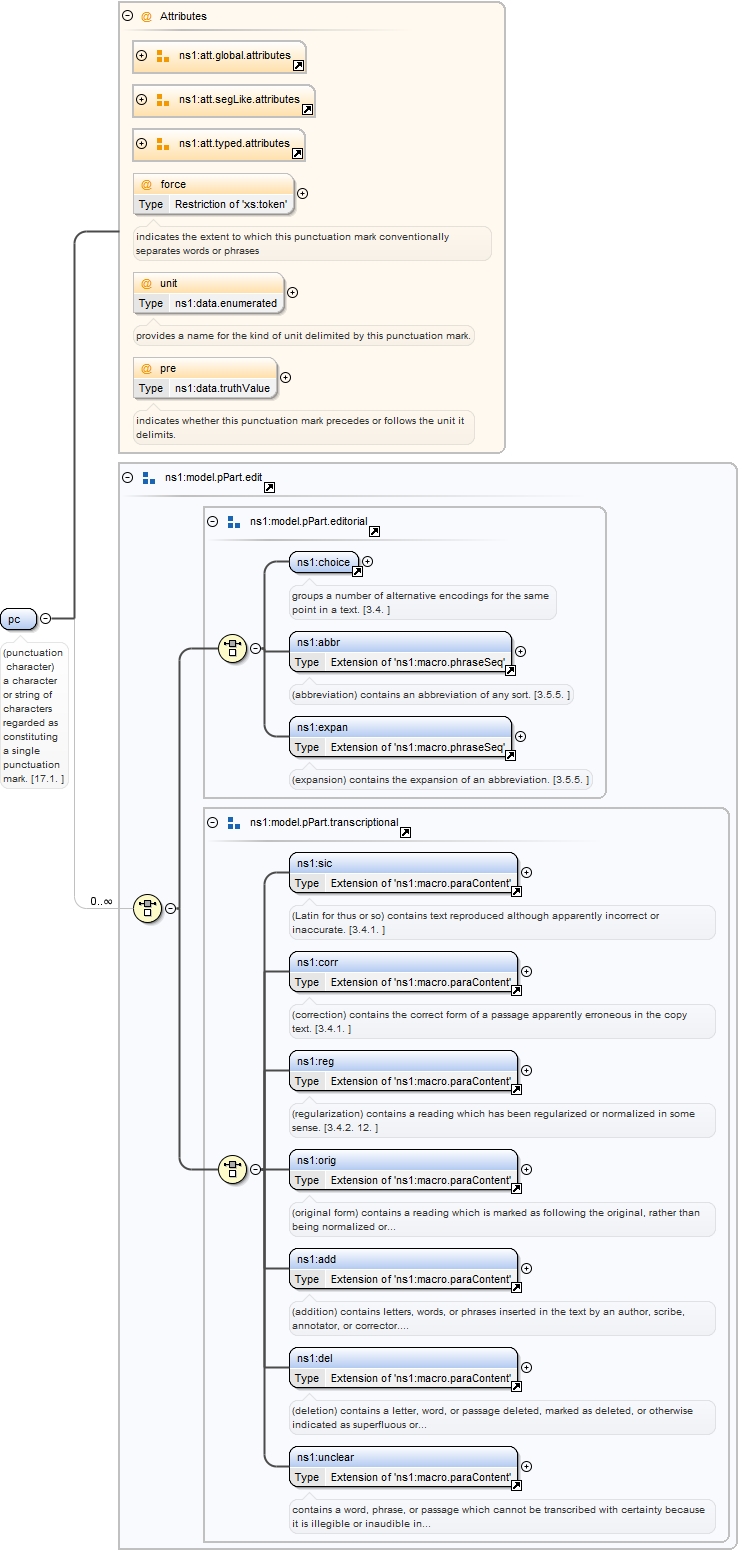 @ Attributes
ns1:att.global.attributes
ns1:att.segLike.attributes
ns1:att.typed.attributes
@ force
Type Restriction of 'xs:token'
indicates the extent to which this punctuation mark conventionally
separates words or phrases
@ unit
Type ns1:data.enumerated
provides a name for the kind of unit delimited by this punctuation mark.
@ pre
Type ns1:data.truthValue
indicates whether this punctuation mark precedes or follows the unit it
delimits.
ns1:model.pPart.edit
ns1:model.pPart.editorial
ns1:choice
groups a number of alternative encodings for the same
point in a text. [3.4. ]
pc
(punctuation
character)
a character
or string of
characters
regarded as
constituting
a single
punctuation
mark. [17.1. ]
ns1:abbr
Type Extension of 'ns1:macro.phraseSeq'
(abbreviation) contains an abbreviation of any sort. [3.5.5. ]
ns1:expan
Type Extension of 'ns1:macro.phraseSeq'
(expansion) contains the expansion of an abbreviation. [3.5.5. ]
ns1:model.pPart.transcriptional
0..∞
ns1:sic
Type Extension of 'ns1:macro.paraContent'
(Latin for thus or so) contains text reproduced although apparently incorrect or
inaccurate. [3.4.1. ]
ns1:corr
Type Extension of 'ns1:macro.paraContent'
(correction) contains the correct form of a passage apparently erroneous in the copy
text. [3.4.1. ]
ns1:reg
Type Extension of 'ns1:macro.paraContent'
(regularization) contains a reading which has been regularized or normalized in some
sense. [3.4.2. 12. ]
ns1:orig
Type Extension of 'ns1:macro.paraContent'
(original form) contains a reading which is marked as following the original, rather than
being normalized or...
ns1:add
Type Extension of 'ns1:macro.paraContent'
(addition) contains letters, words, or phrases inserted in the text by an author, scribe,
annotator, or corrector....
ns1:del
Type Extension of 'ns1:macro.paraContent'
(deletion) contains a letter, word, or passage deleted, marked as deleted, or otherwise
indicated as superfluous or...
ns1:unclear
Type Extension of 'ns1:macro.paraContent'
contains a word, phrase, or passage which cannot be transcribed with certainty because
it is illegible or inaudible in...